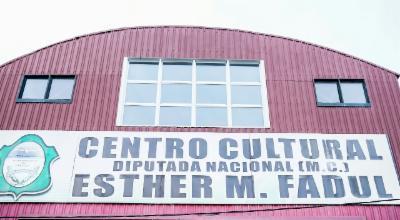 CENTRO CULTURAL
DIPUTADA NACIONAL (M.C.)
ESTHER M. FADUL